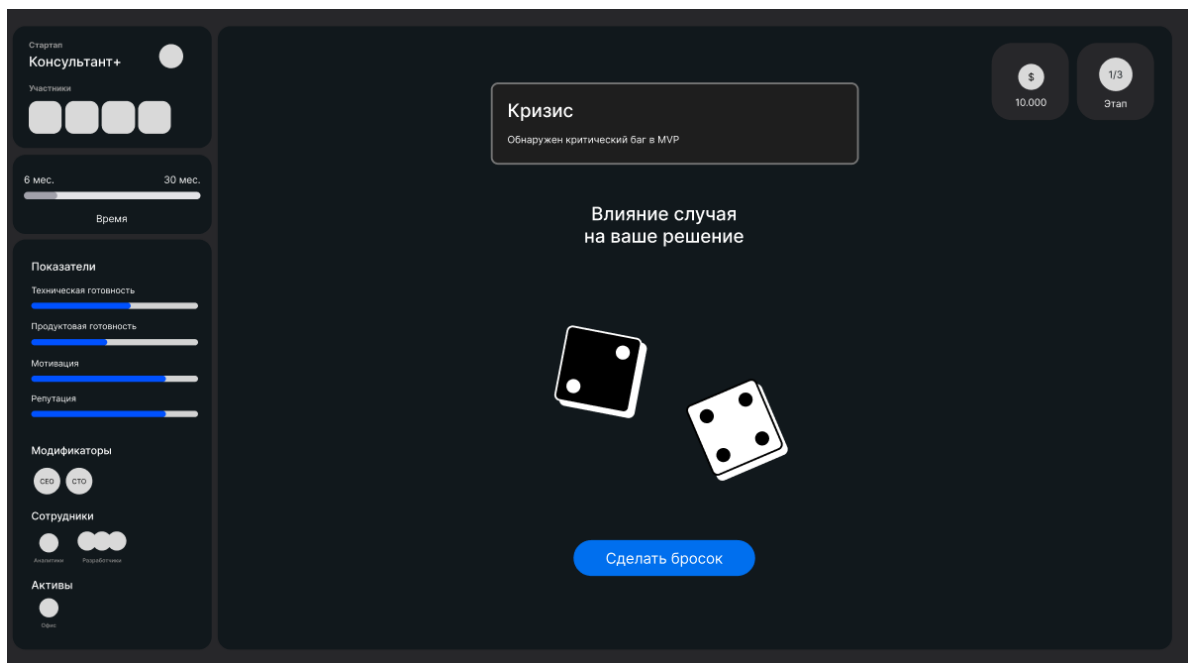 Стартап
Консультант+
Участники
6 мес.
30 мес.
Время
Показатели
Техническая готовность
Продуктовая готовность
Мотивация
Репутация
Модификаторы
CEO
CTO
Сотрудники
Аналитики
Разработчики
Активы
Офис
Кризис
Обнаружен критический баг в MVP
Влияние случая
на ваше решение
Сделать бросок
$
10.000
1/3
Этап